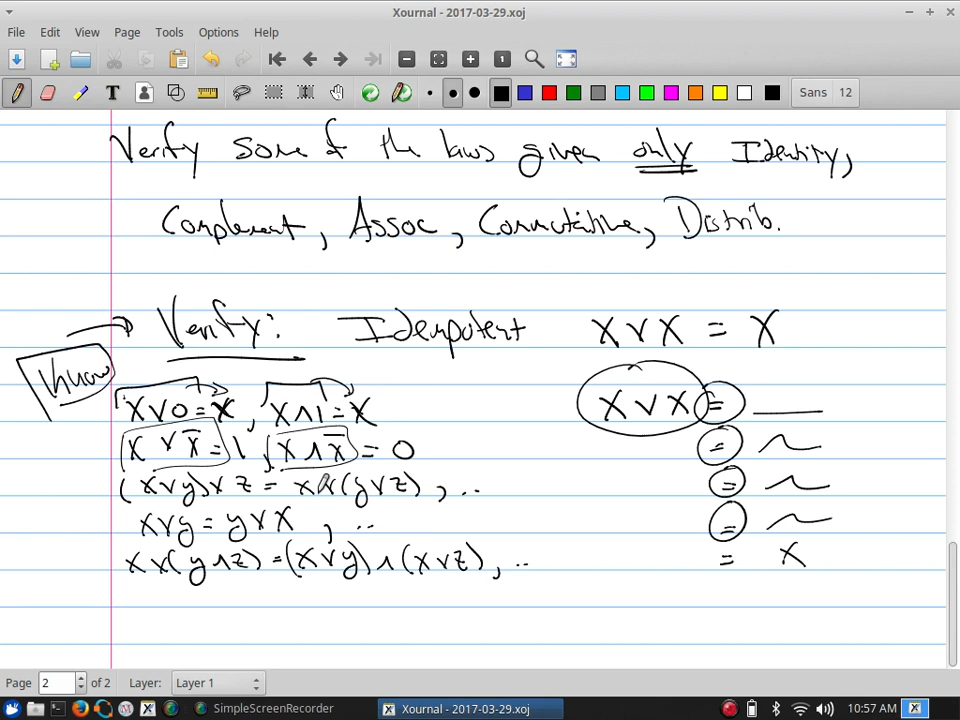 Xournal - 2017-03-29.xoj
File Edit View Page Tools Options Help
Sans 12
Verify some of the laws given only Identity,
Complement, Assoc, Commutative, Distrib.
Verify: Idempotent x ∨ x = x
Know
x ∨ 0 = x, x ∧ 1 = x x ∨ x = ___
x ∨ x̅ = 1, x ∧ x̅ = 0 =
(x ∨ y) ∨ z = x ∨ (y ∨ z), .. =
x ∨ y = y ∨ x, .. =
x ∨ (y ∧ z) = (x ∨ y) ∧ (x ∨ z), .. = x
Page 2 of 2 Layer: Layer 1
SimpleScreenRecorder Xournal - 2017-03-29.xoj 10:57 AM